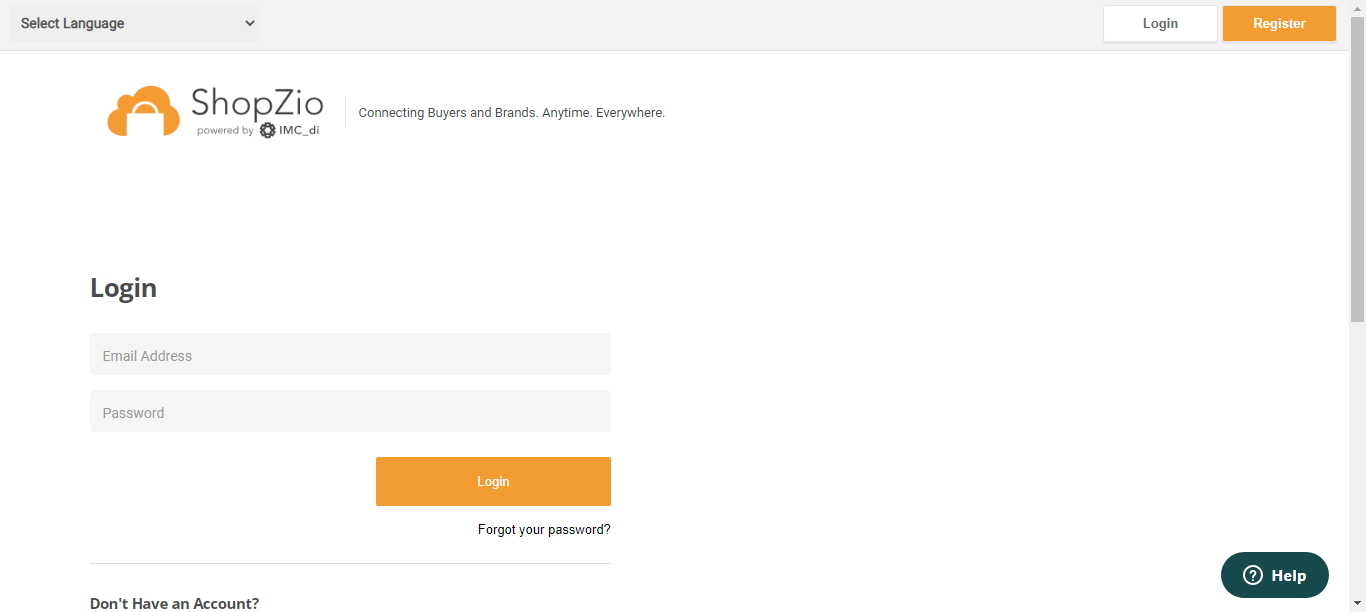 Select Language
Login
Register
ShopZio
powered by IMC_di
Connecting Buyers and Brands. Anytime. Everywhere.
Login
Email Address
Password
Login
Forgot your password?
Don't Have an Account?
? Help